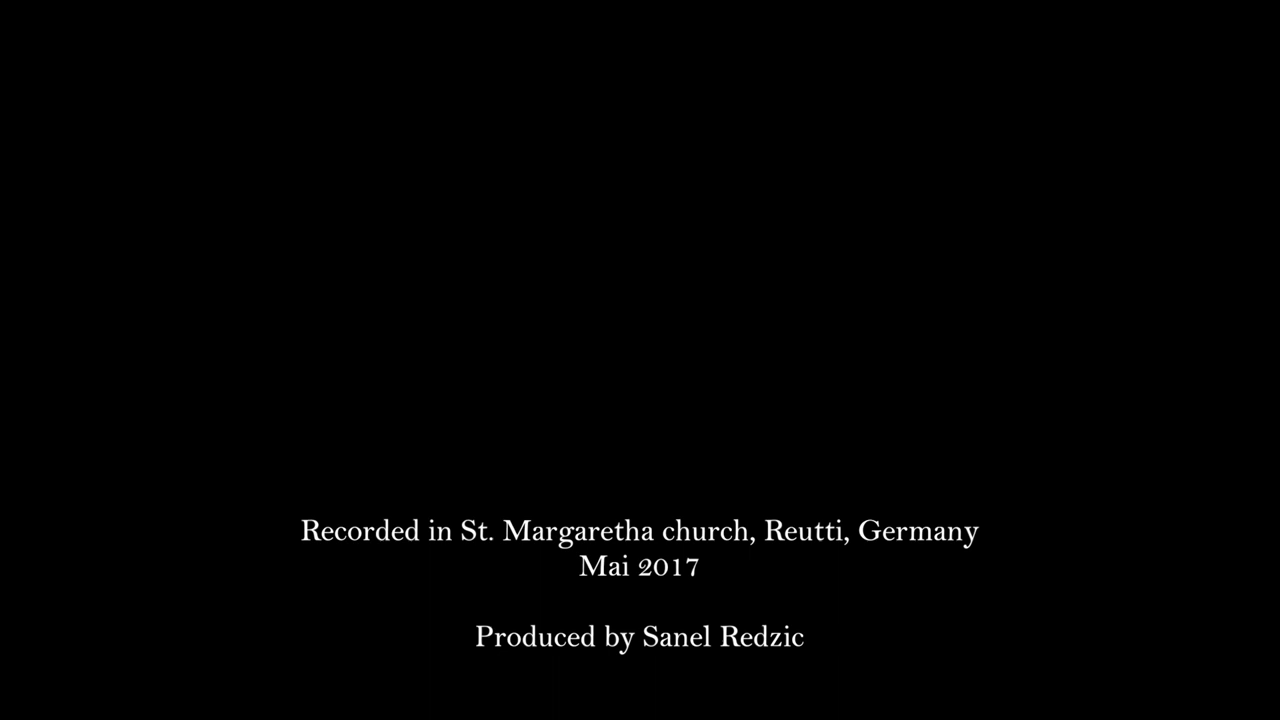 Recorded in St. Margaretha church, Reutti, Germany
Mai 2017
Produced by Sanel Redzic